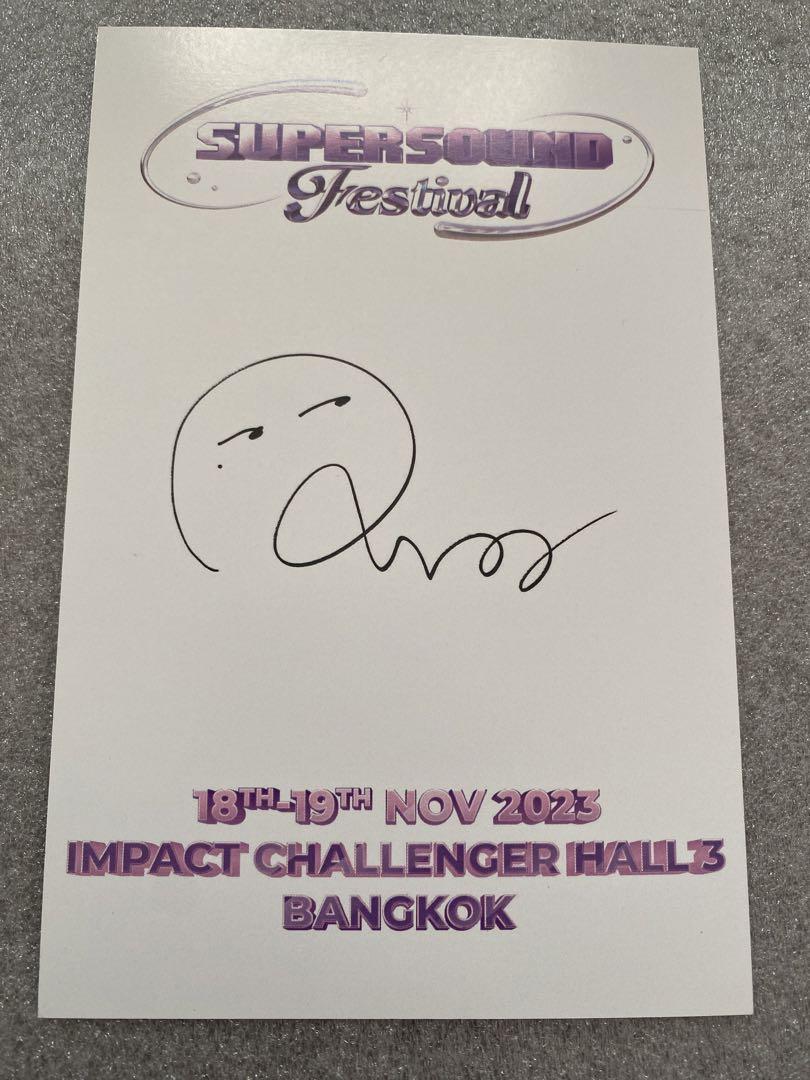 SUPERSOUND
Festival
18TH-19TH NOV 2023
IMPACT CHALLENGER HALL 3
BANGKOK